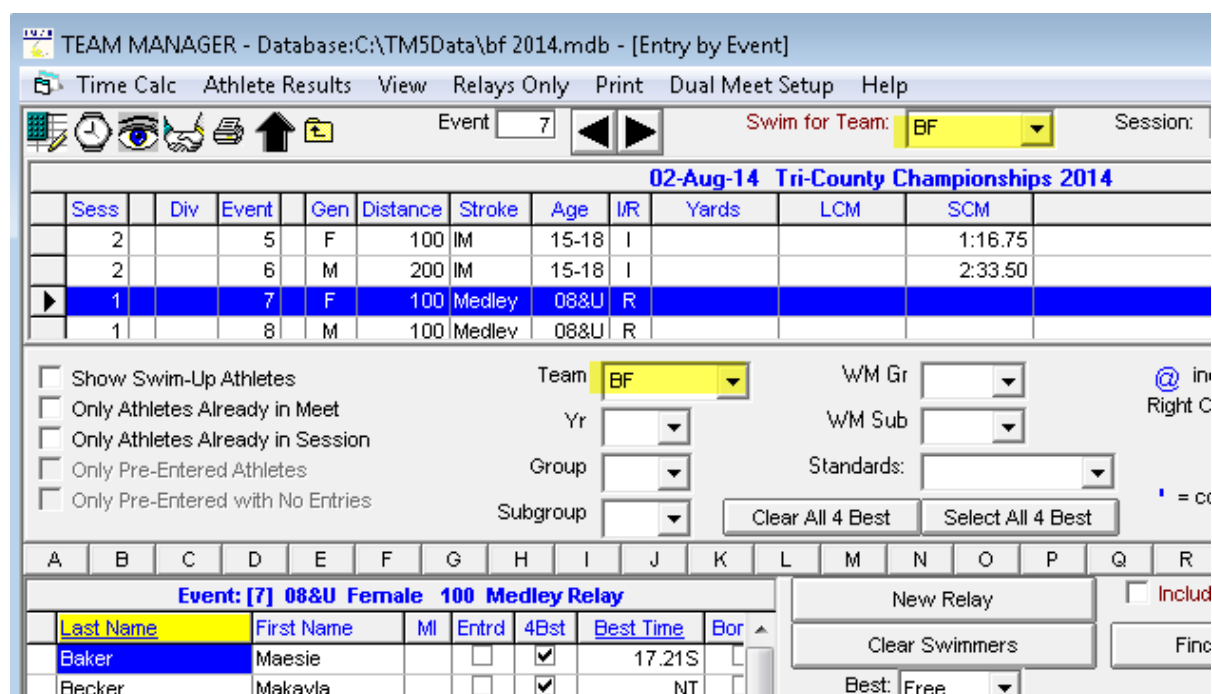 TEAM MANAGER - Database:C:\TM5Data\bf 2014.mdb - [Entry by Event]
Time Calc Athlete Results View Relays Only Print Dual Meet Setup Help
Event 7 Swim for Team: BF Session:
02-Aug-14 Tri-County Championships 2014
Sess Div Event Gen Distance Stroke Age I/R Yards LCM SCM
2 5 F 100 IM 15-18 I 1:16.75
2 6 M 200 IM 15-18 I 2:33.50
1 7 F 100 Medley 08&U R
1 8 M 100 Medley 08&U R
Show Swim-Up Athletes Team BF WM Gr @
Only Athletes Already in Meet Yr WM Sub Right
Only Athletes Already in Session
Only Pre-Entered Athletes Group Standards:
Only Pre-Entered with No Entries Subgroup Clear All 4 Best Select All 4 Best ' =
A B C D E F G H I J K L M N O P Q R
Event: [7] 08&U Female 100 Medley Relay New Relay
Last Name First Name MI Entrd 4Bst Best Time Clear Swimmers
Baker Maesie 17.21S
Becker Makayla NT Best: Free